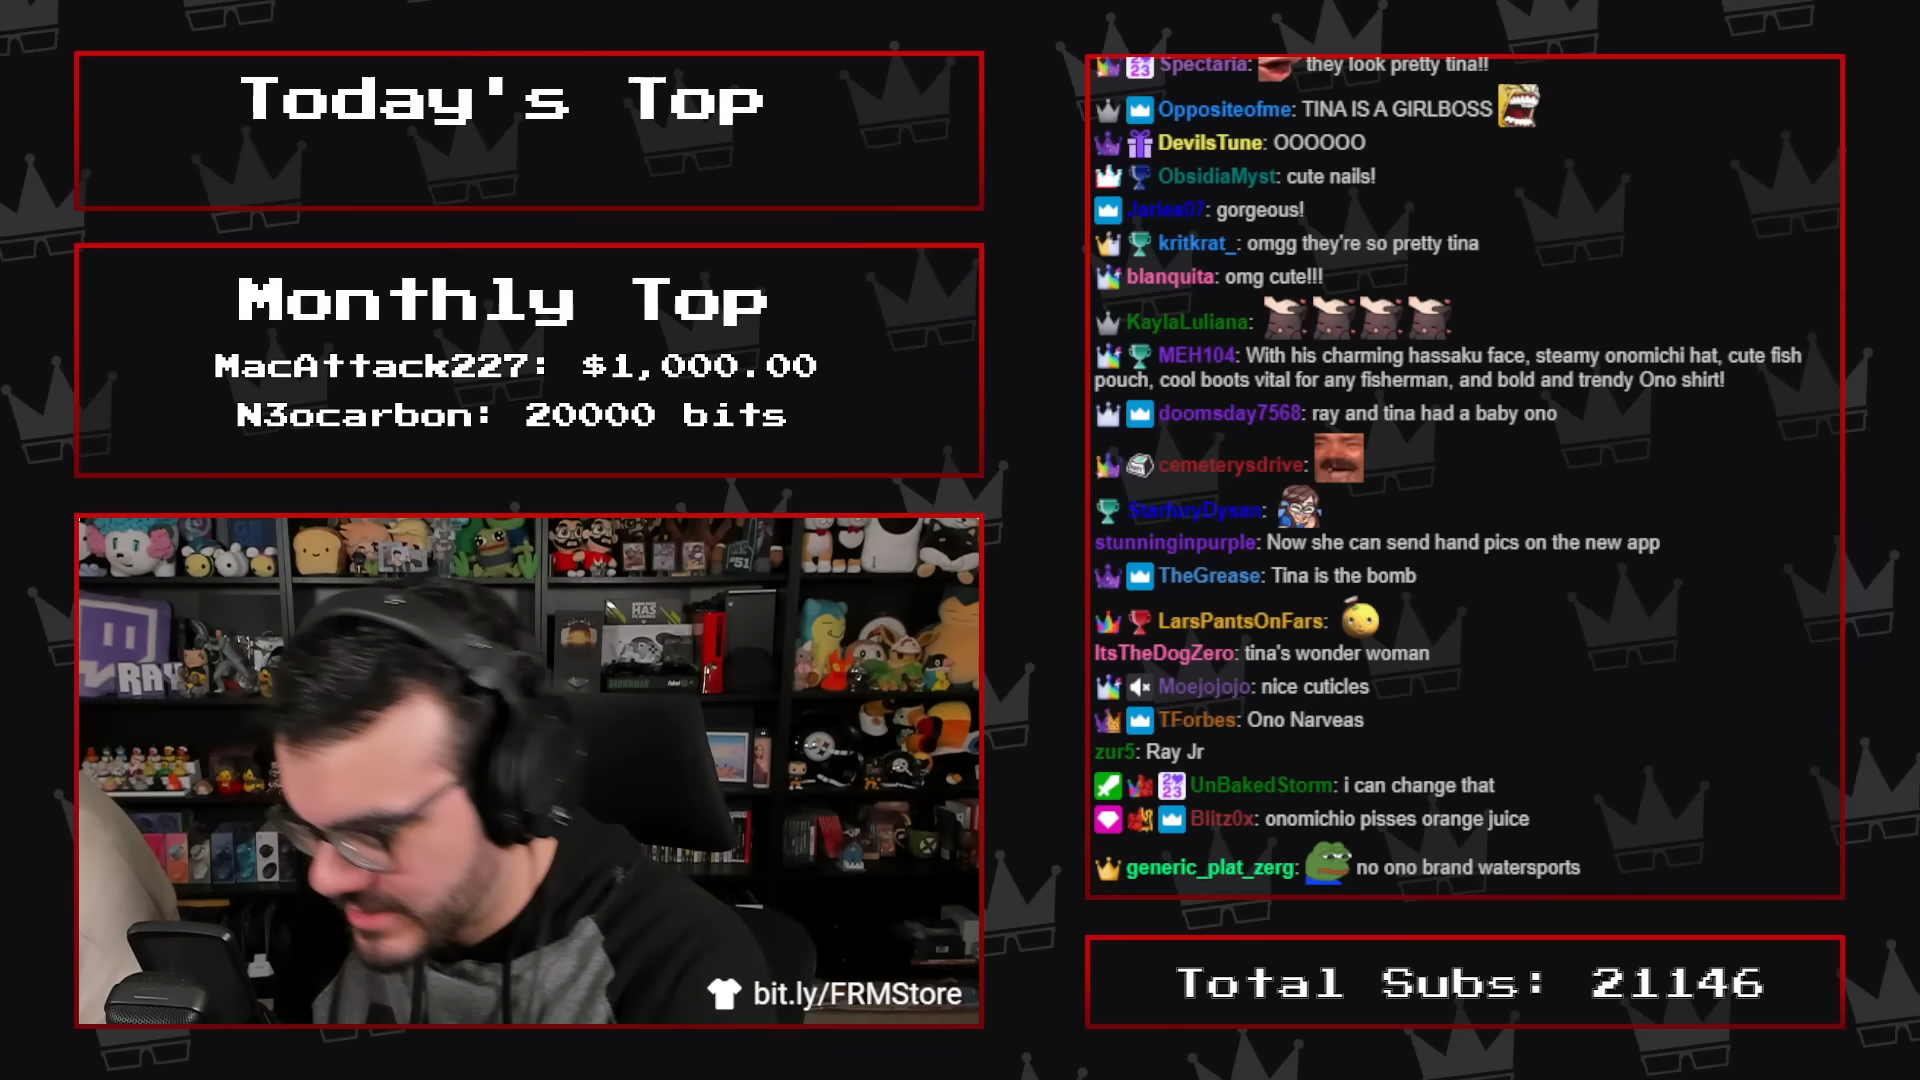 Today's Top
Monthly Top
MacAttack227: $1,000.00
N3ocarbon: 20000 bits
#51
HAS
RAY
bit.ly/FRMStore
Spectaria: they look pretty tina!!
Oppositeofme: TINA IS A GIRLBOSS
DevilsTune: OOOOOO
ObsidiaMyst: cute nails!
Jaries07: gorgeous!
kritkrat_: omgg they're so pretty tina
blanquita: omg cute!!!
KaylaLuliana:
MEH104: With his charming hassaku face, steamy onomichi hat, cute fish
pouch, cool boots vital for any fisherman, and bold and trendy Ono shirt!
doomsday7568: ray and tina had a baby ono
cemeterysdrive:
StarfuryDysan:
stunninginpurple: Now she can send hand pics on the new app
TheGrease: Tina is the bomb
LarsPantsOnFars:
ItsTheDogZero: tina's wonder woman
Moejojojo: nice cuticles
TForbes: Ono Narveas
zur5: Ray Jr
UnBakedStorm: i can change that
Blitz0x: onomichio pisses orange juice
generic_plat_zerg: no ono brand watersports
Total Subs: 21146